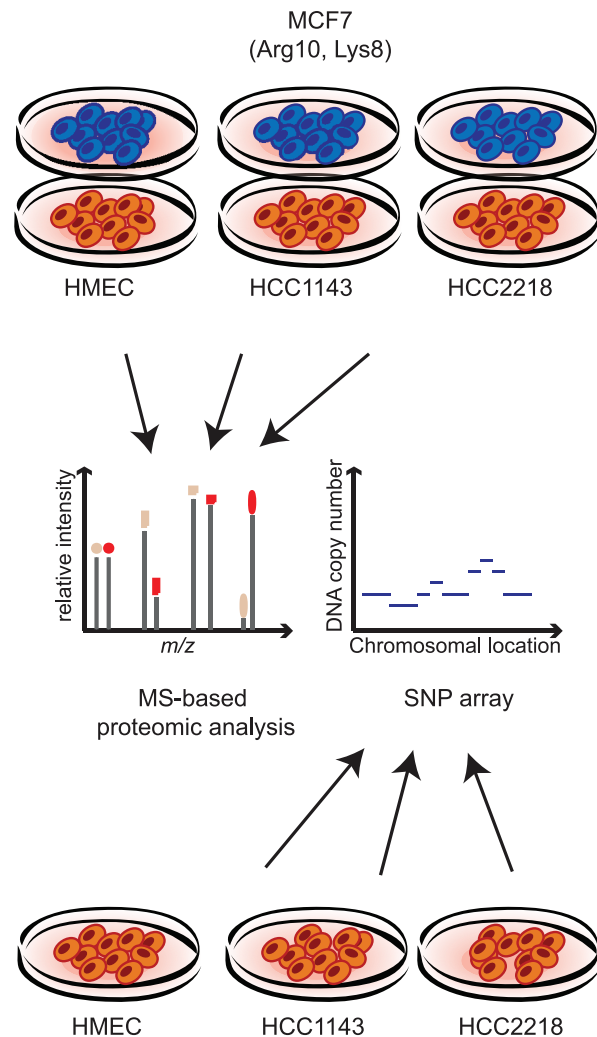 MCF7
(Arg10, Lys8)
HMEC
HCC1143
HCC2218
relative intensity
m/z
DNA copy number
Chromosomal location
MS-based
proteomic analysis
SNP array
HMEC
HCC1143
HCC2218